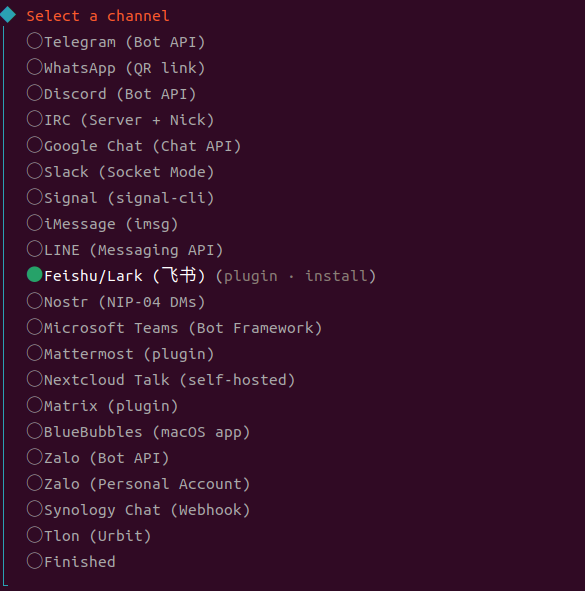 Select a channel
Telegram (Bot API)
WhatsApp (QR link)
Discord (Bot API)
IRC (Server + Nick)
Google Chat (Chat API)
Slack (Socket Mode)
Signal (signal-cli)
iMessage (imsg)
LINE (Messaging API)
Feishu/Lark (飞书) (plugin · install)
Nostr (NIP-04 DMs)
Microsoft Teams (Bot Framework)
Mattermost (plugin)
Nextcloud Talk (self-hosted)
Matrix (plugin)
BlueBubbles (macOS app)
Zalo (Bot API)
Zalo (Personal Account)
Synology Chat (Webhook)
Tlon (Urbit)
Finished